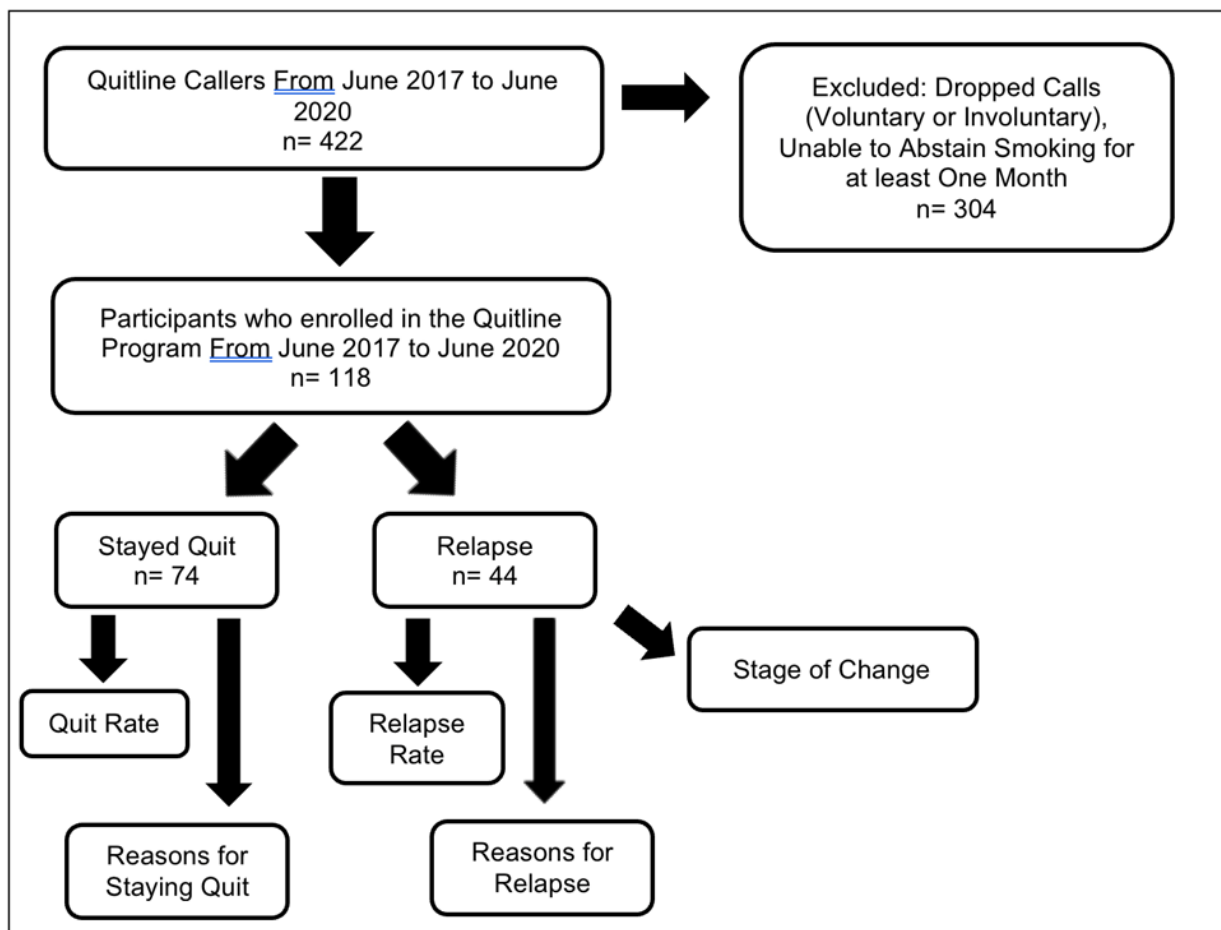 Quitline Callers From June 2017 to June
2020
n= 422
Excluded: Dropped Calls
(Voluntary or Involuntary),
Unable to Abstain Smoking for
at least One Month
n= 304
Participants who enrolled in the Quitline
Program From June 2017 to June 2020
n= 118
Stayed Quit
n= 74
Relapse
n= 44
Stage of Change
Quit Rate
Relapse
Rate
Reasons for
Staying Quit
Reasons for
Relapse